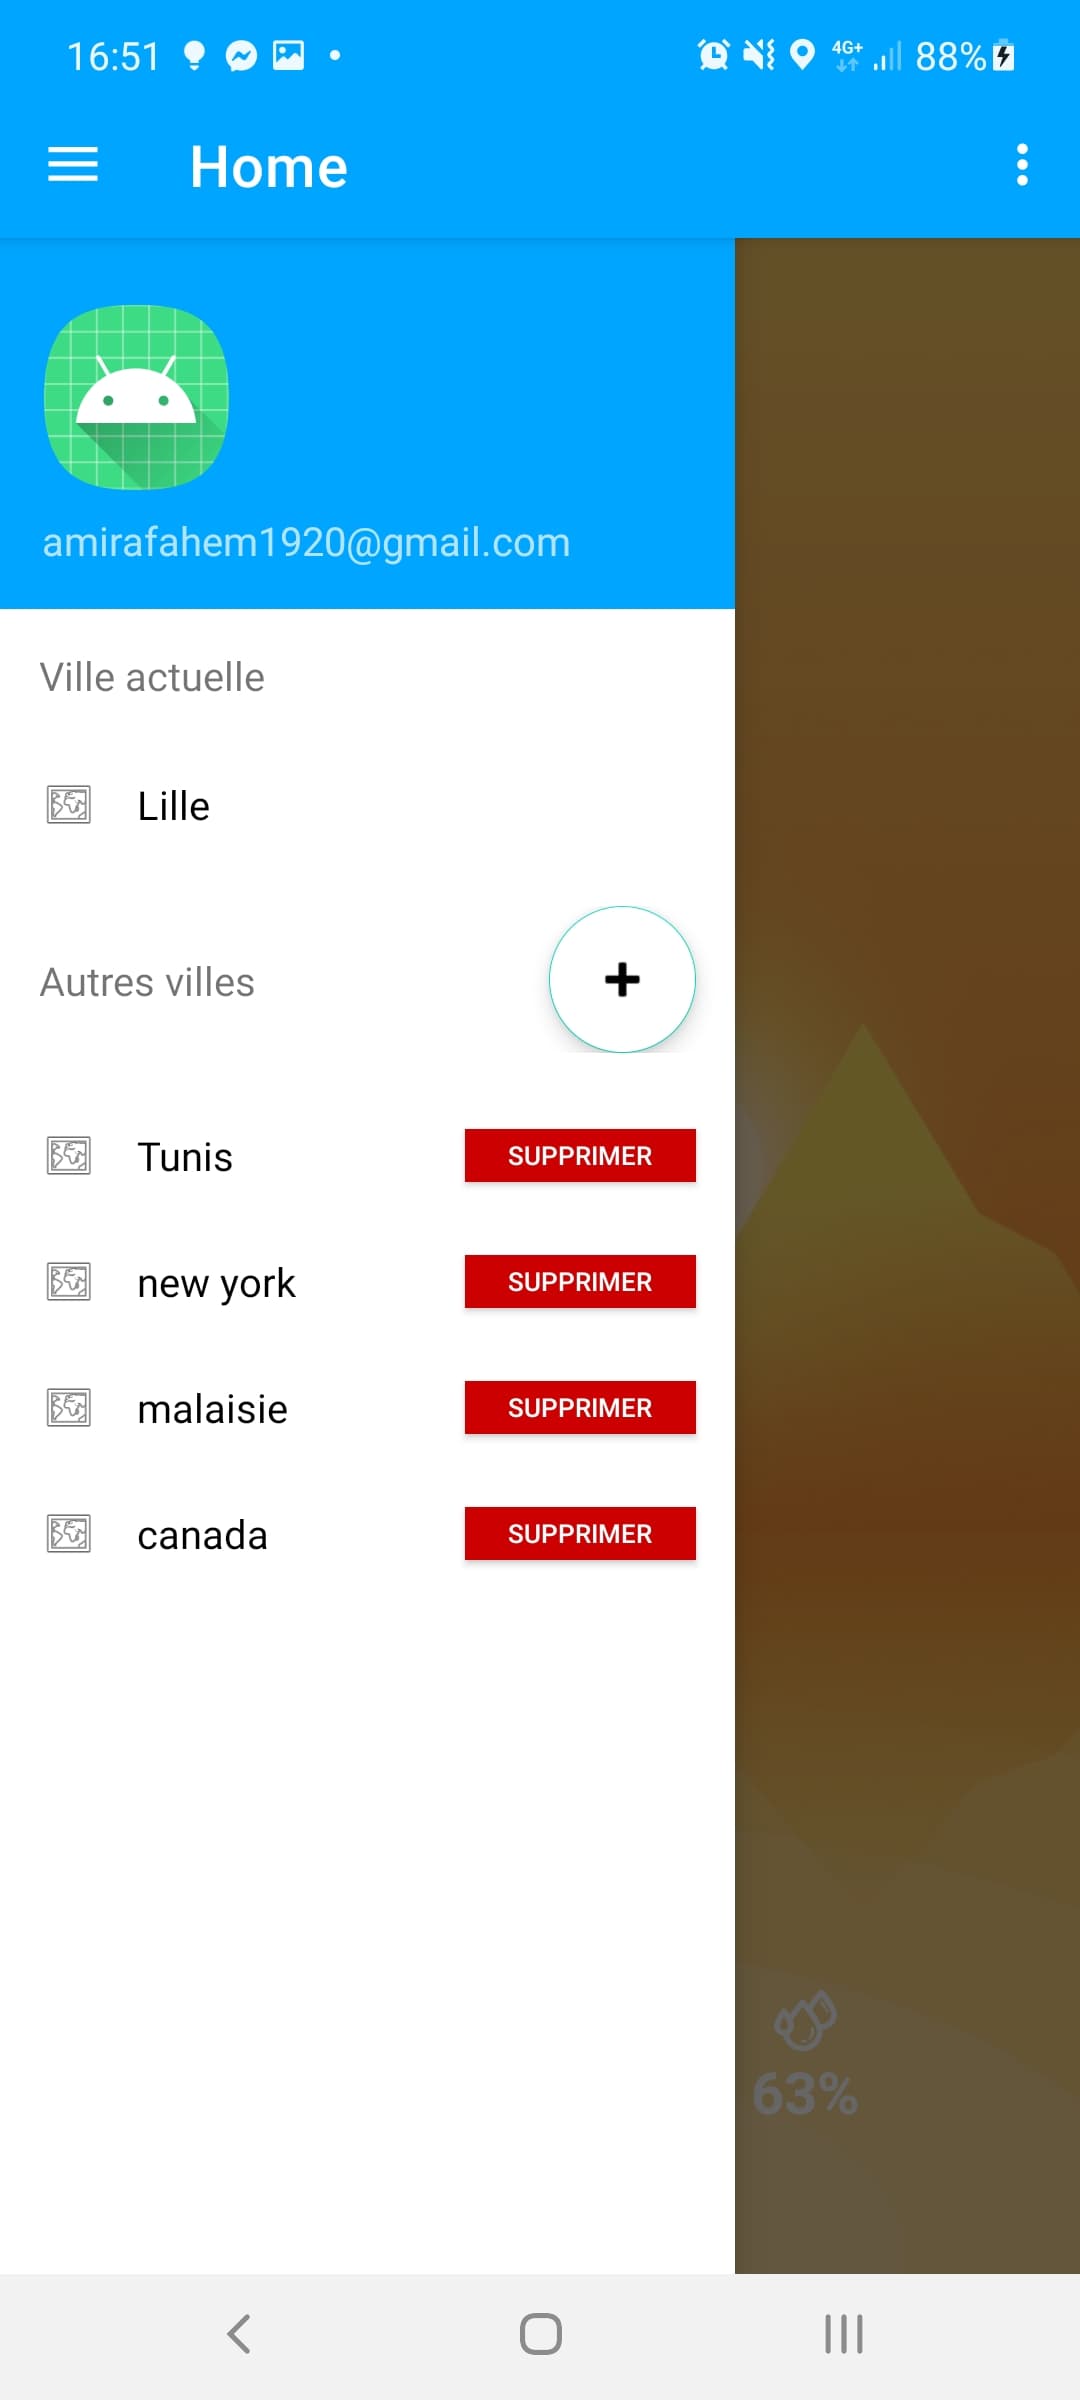 16:51
4G+
88%
Home
amirafahem1920@gmail.com
Ville actuelle
Lille
Autres villes
+
Tunis
SUPPRIMER
new york
SUPPRIMER
malaisie
SUPPRIMER
canada
SUPPRIMER
63%